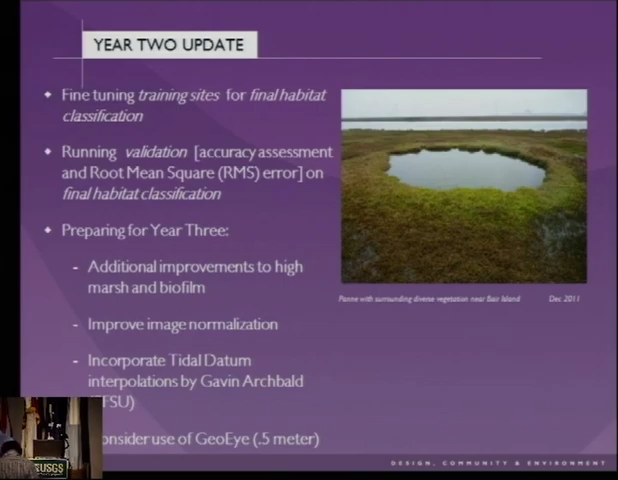 YEAR TWO UPDATE
Fine tuning training sites for final habitat
classification
Running validation [accuracy assessment
and Root Mean Square (RMS) error] on
final habitat classification
Preparing for Year Three:
- Additional improvements to high
marsh and biofilm
- Improve image normalization
- Incorporate Tidal Datum
interpolations by Gavin Archbald
FSU)
onsider use of GeoEye (.5 meter)
Panne with surrounding diverse vegetation near Bair Island Dec. 2011
USGS
DESIGN, COMMUNITY & ENVIRONMENT